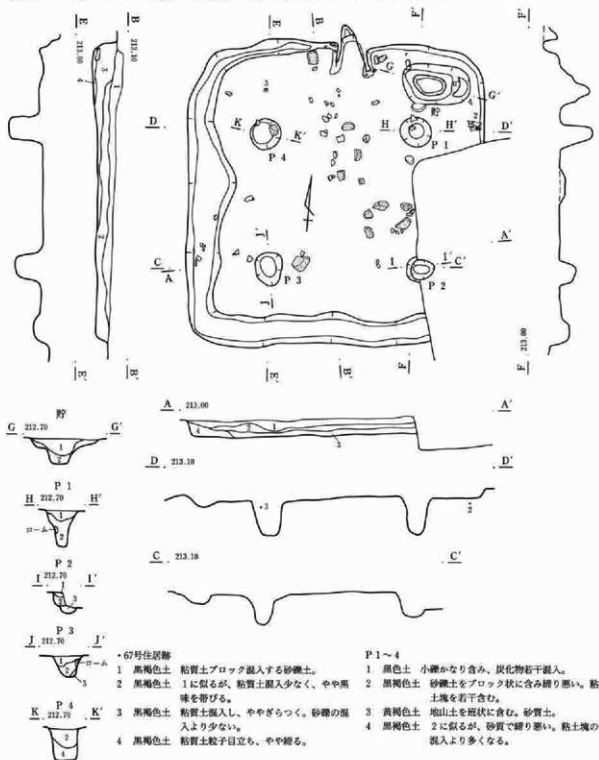 E
B
B
F'
F'
213.00
213.10
G
G'
貯
D
K
K'
H
H'
D'
P 4
P 1
A'
C
A
J'
P 3
I
I'
C'
P 2
J
E'
B'
E'
B'
F
F
213.00
貯
A 213.00 A'
G 212.70 G'
P 1
D 213.10 D'
H 212.70 H'
ローム
P 2
C 213.10 C'
I 212.70 I'
P 3
J 212.70 J'
ローム
P 4
K 212.70 K'
・67号住居跡
1 黒褐色土 粘質土ブロック混入する砂礫土。
2 黒褐色土 1に似るが、粘質土混入少なく、やや黒
味を帯びる。
3 黒褐色土 粘質土混入し、ややざらつく。砂礫の混
入より少ない。
4 黒褐色土 粘質土粒子目立ち、やや締る。
P 1～4
1 黒色土 小礫かなり含み、炭化物若干混入。
2 黒褐色土 砂礫土をブロック状に含み締り悪い。粘
土塊を若干含む。
3 黄褐色土 地山土を斑状に含む。砂質土。
4 黒褐色土 2に似るが、砂質で締り悪い。粘土塊の
混入より多くなる。